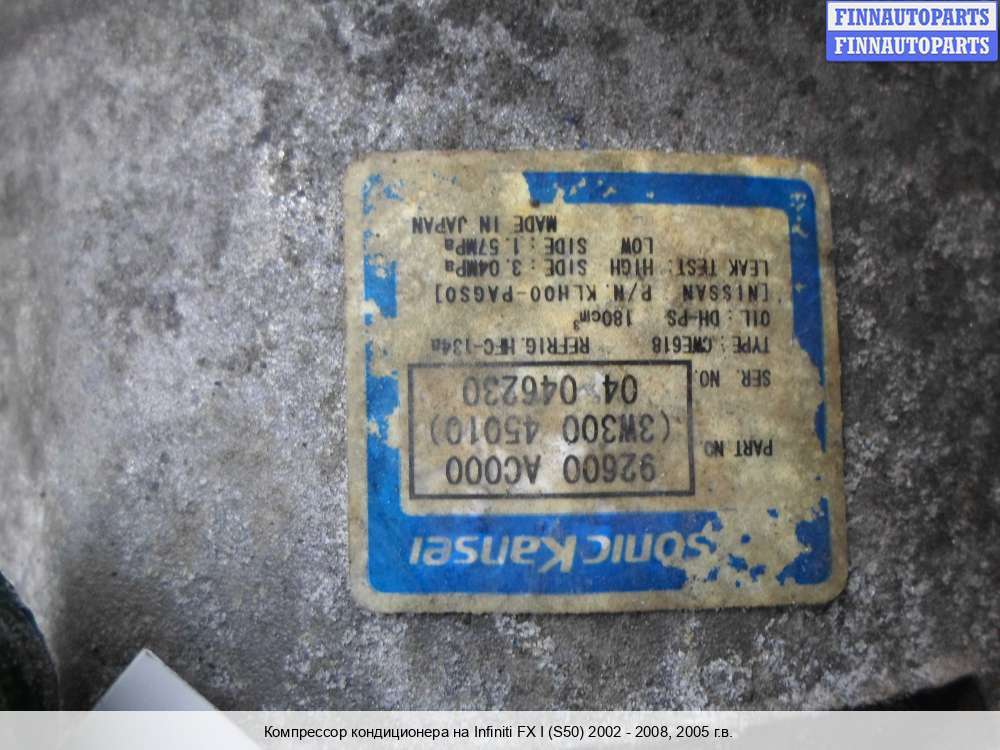 FINNAUTOPARTS
FINNAUTOPARTS
sonic Kansei
PART NO. 92600 AC000
(3W300 45010)
SER. NO. 04 046230
TYPE: CWE618 REFRIG. HFC-134a
OIL: DH-PS 180cm³
[NISSAN P/N. KLH00-PAGS0]
LEAK TEST: HIGH SIDE: 3.04MPa
LOW SIDE: 1.57MPa
MADE IN JAPAN
Компрессор кондиционера на Infiniti FX I (S50) 2002 - 2008, 2005 г.в.